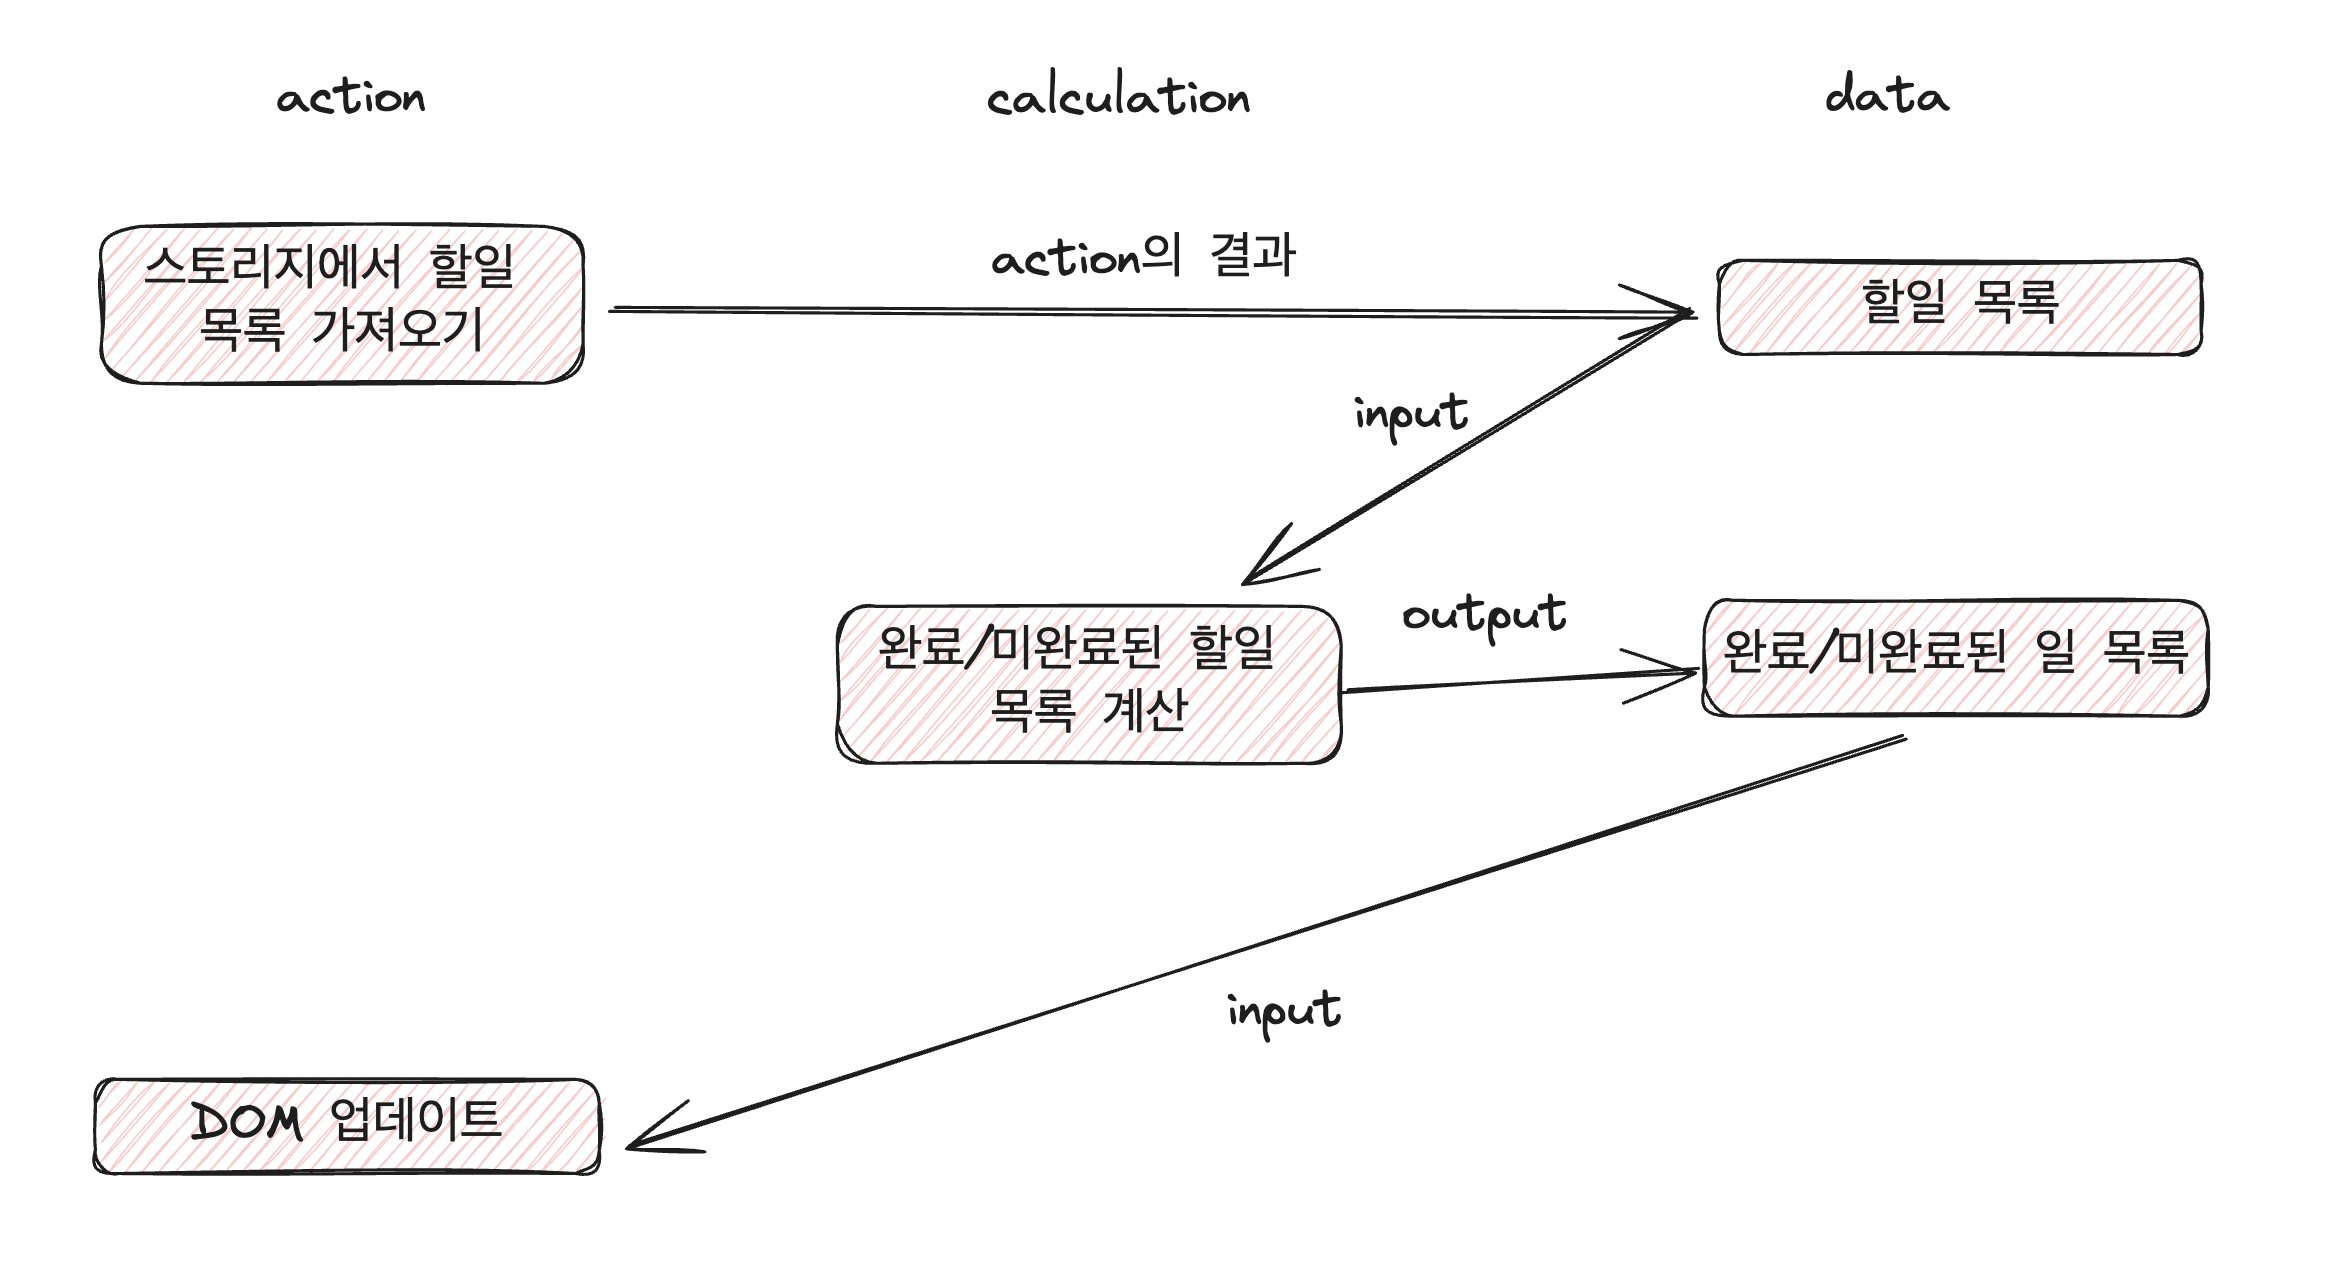 action
calculation
data
스토리지에서 할일
목록 가져오기
action의 결과
할일 목록
input
완료/미완료된 할일
목록 계산
output
완료/미완료된 일 목록
input
DOM 업데이트